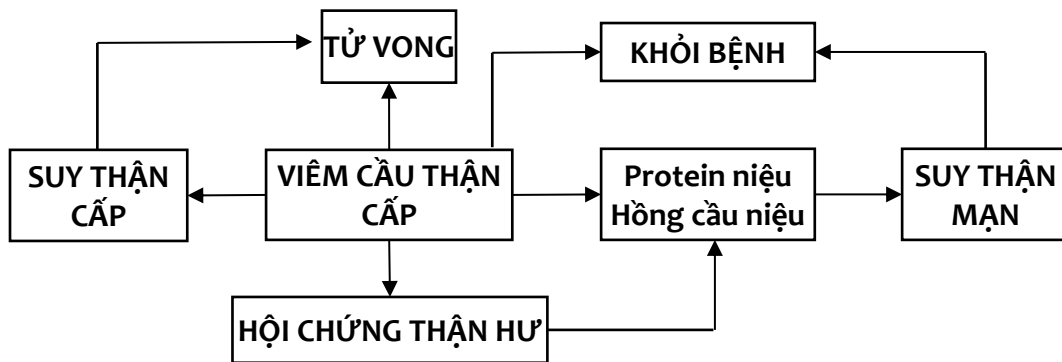 TỬ VONG
KHỎI BỆNH
SUY THẬN
CẤP
VIÊM CẦU THẬN
CẤP
Protein niệu
Hồng cầu niệu
SUY THẬN
MẠN
HỘI CHỨNG THẬN HƯ